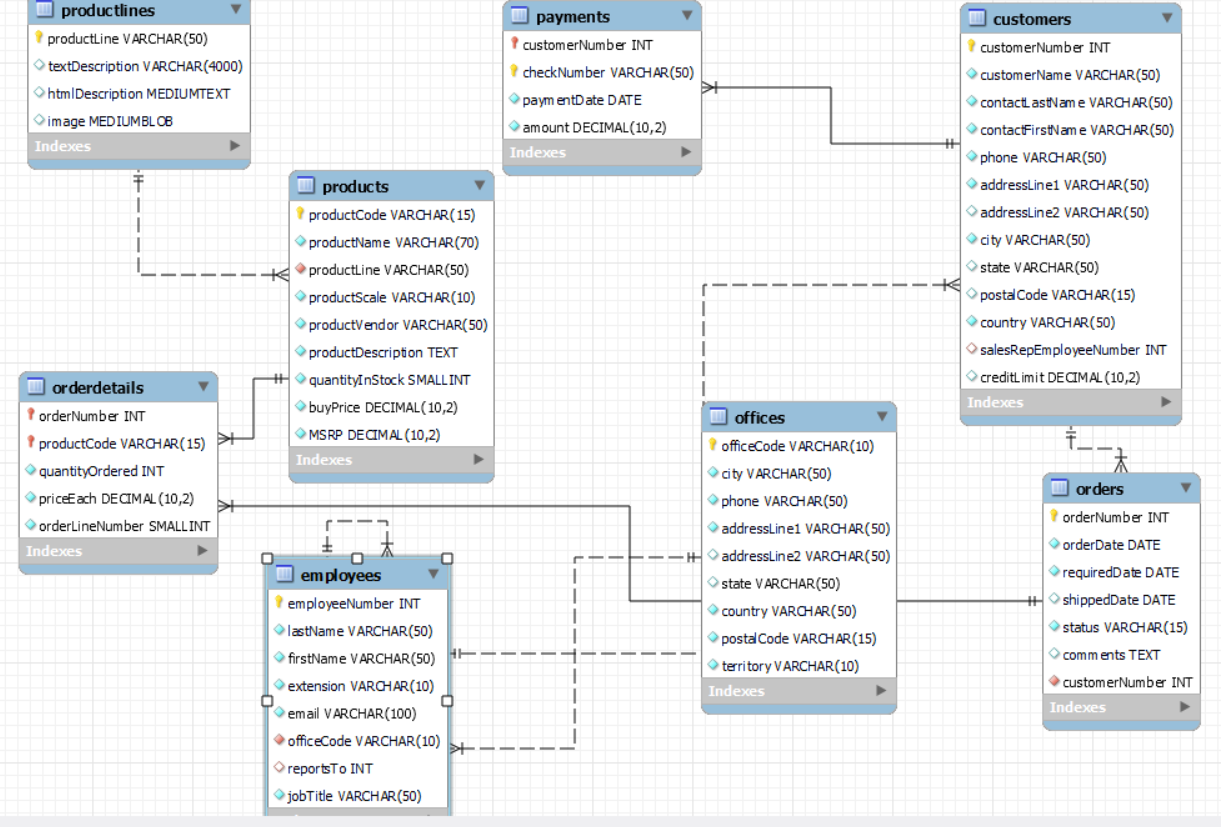 productlines
productLine VARCHAR(50)
textDescription VARCHAR(4000)
htmlDescription MEDIUMTEXT
image MEDIUMBLOB
Indexes
payments
customerNumber INT
checkNumber VARCHAR(50)
paymentDate DATE
amount DECIMAL(10,2)
Indexes
customers
customerNumber INT
customerName VARCHAR(50)
contactLastName VARCHAR(50)
contactFirstName VARCHAR(50)
phone VARCHAR(50)
addressLine1 VARCHAR(50)
addressLine2 VARCHAR(50)
city VARCHAR(50)
state VARCHAR(50)
postalCode VARCHAR(15)
country VARCHAR(50)
salesRepEmployeeNumber INT
creditLimit DECIMAL(10,2)
Indexes
products
productCode VARCHAR(15)
productName VARCHAR(70)
productLine VARCHAR(50)
productScale VARCHAR(10)
productVendor VARCHAR(50)
productDescription TEXT
quantityInStock SMALLINT
buyPrice DECIMAL(10,2)
MSRP DECIMAL(10,2)
Indexes
orderdetails
orderNumber INT
productCode VARCHAR(15)
quantityOrdered INT
priceEach DECIMAL(10,2)
orderLineNumber SMALLINT
Indexes
offices
officeCode VARCHAR(10)
city VARCHAR(50)
phone VARCHAR(50)
addressLine1 VARCHAR(50)
addressLine2 VARCHAR(50)
state VARCHAR(50)
country VARCHAR(50)
postalCode VARCHAR(15)
territory VARCHAR(10)
Indexes
orders
orderNumber INT
orderDate DATE
requiredDate DATE
shippedDate DATE
status VARCHAR(15)
comments TEXT
customerNumber INT
Indexes
employees
employeeNumber INT
lastName VARCHAR(50)
firstName VARCHAR(50)
extension VARCHAR(10)
email VARCHAR(100)
officeCode VARCHAR(10)
reportsTo INT
jobTitle VARCHAR(50)